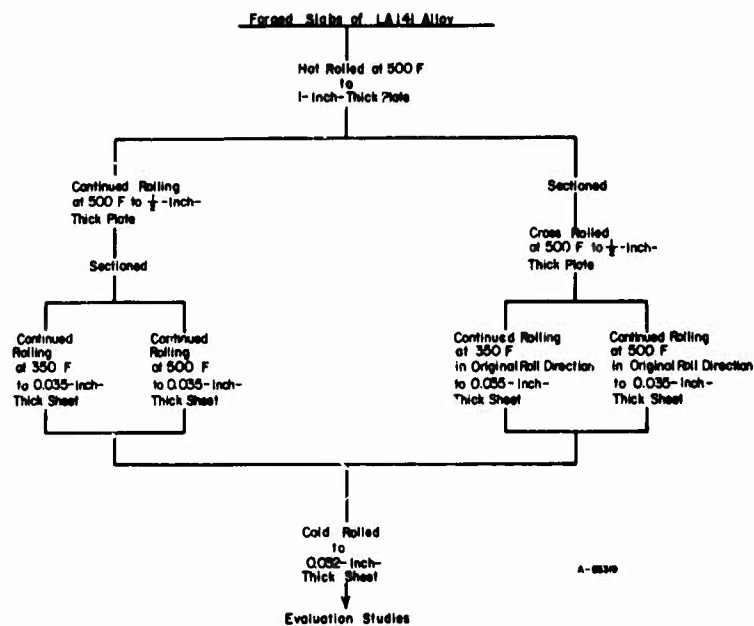 Forged Slabs of LA141 Alloy
Hot Rolled at 500 F
to
1-Inch-Thick Plate
Continued Rolling
at 500 F to 1/2-Inch-
Thick Plate
Sectioned
Sectioned
Cross Rolled
at 500 F to 1/2-Inch-
Thick Plate
Continued
Rolling
at 350 F
to 0.035-Inch-
Thick Sheet
Continued
Rolling
at 500 F
to 0.035-Inch-
Thick Sheet
Continued Rolling
at 350 F
in Original Roll Direction
to 0.035-Inch-
Thick Sheet
Continued Rolling
at 500 F
in Original Roll Direction
to 0.035-Inch-
Thick Sheet
Cold Rolled
to
0.032-Inch-
Thick Sheet
Evaluation Studies